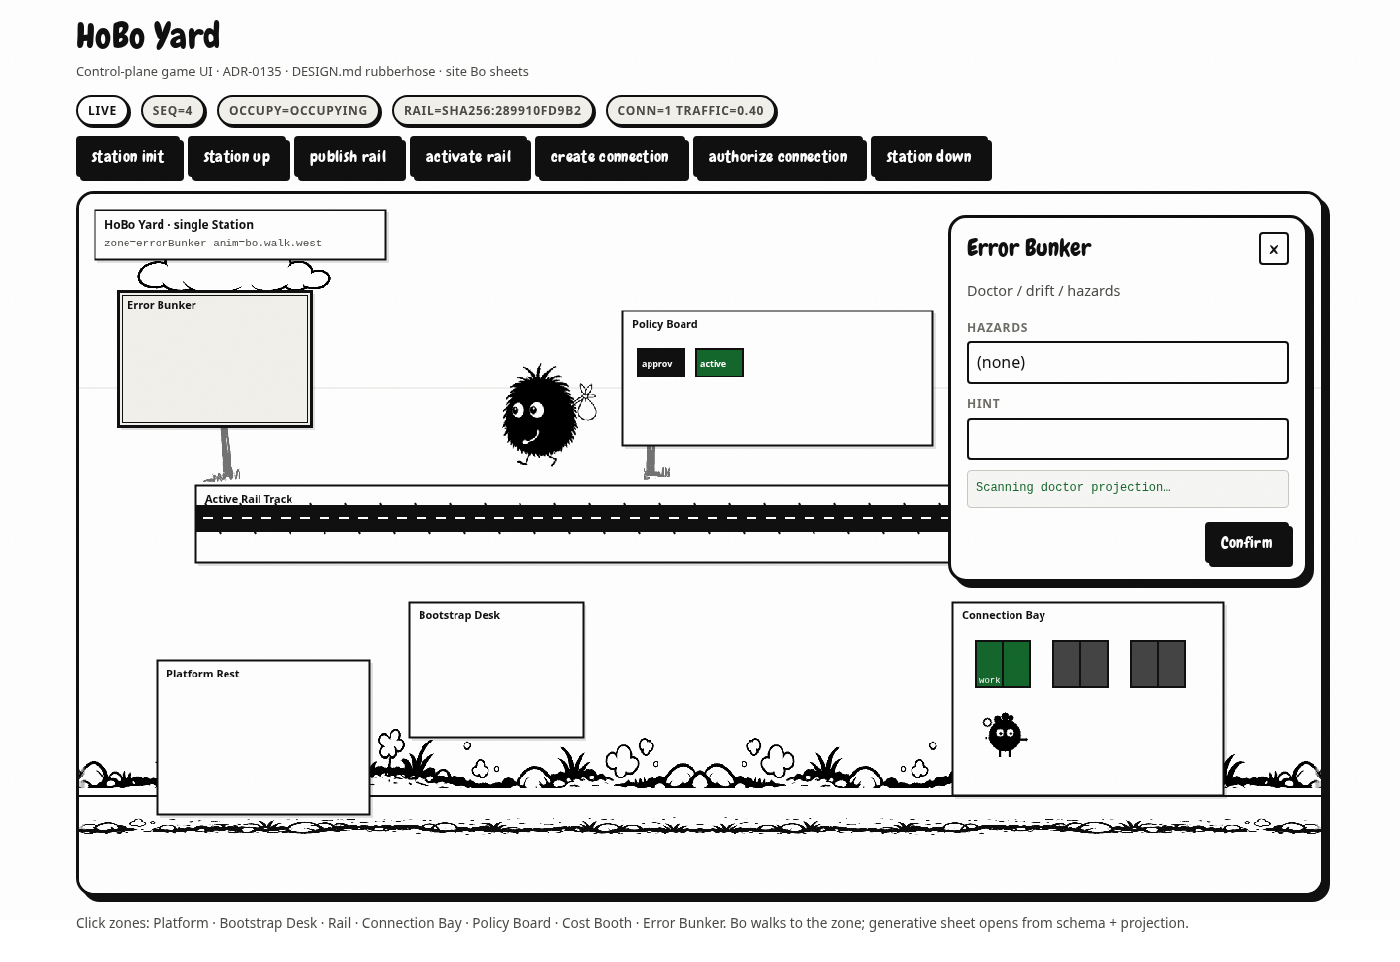 HoBo Yard
Control-plane game UI · ADR-0135 · DESIGN.md rubberhose · site Bo sheets
LIVE
SEQ=4
OCCUPY=OCCUPYING
RAIL=SHA256:289910FD9B2
CONN=1 TRAFFIC=0.40
station init
station up
publish rail
activate rail
create connection
authorize connection
station down
HoBo Yard · single Station
zone=errorBunker anim=bo.walk.west
Error Bunker
Policy Board
approv
active
Active Rail Track
Bootstrap Desk
Platform Rest
Connection Bay
work
Error Bunker
x
Doctor / drift / hazards
HAZARDS
(none)
HINT
Scanning doctor projection…
Confirm
Click zones: Platform · Bootstrap Desk · Rail · Connection Bay · Policy Board · Cost Booth · Error Bunker. Bo walks to the zone; generative sheet opens from schema + projection.